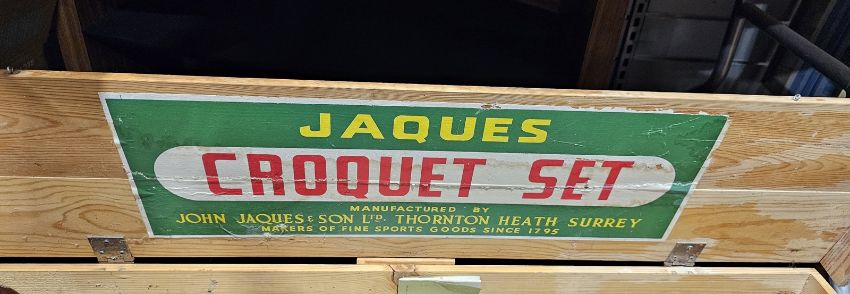 JAQUES
CROQUET SET
MANUFACTURED BY
JOHN JAQUES & SON LTD. THORNTON HEATH SURREY
MAKERS OF FINE SPORTS GOODS SINCE 1795